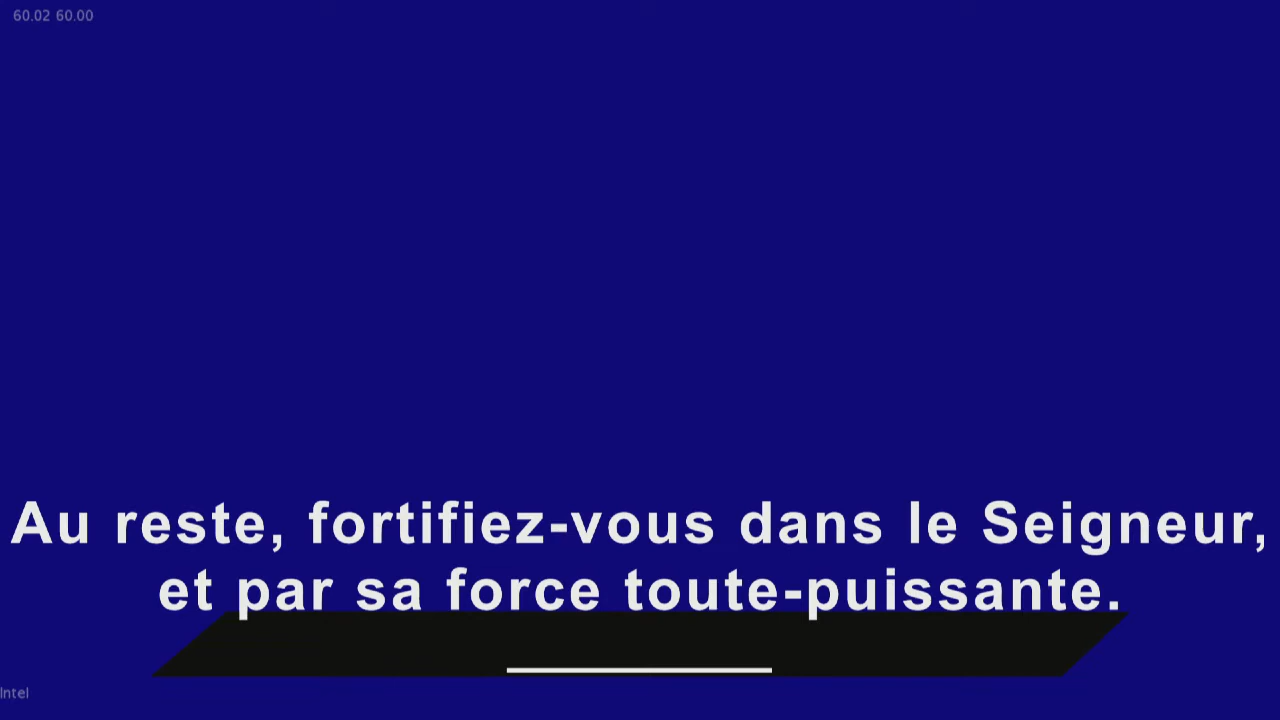 60.02 60.00
Au reste, fortifiez-vous dans le Seigneur,
et par sa force toute-puissante.
Intel